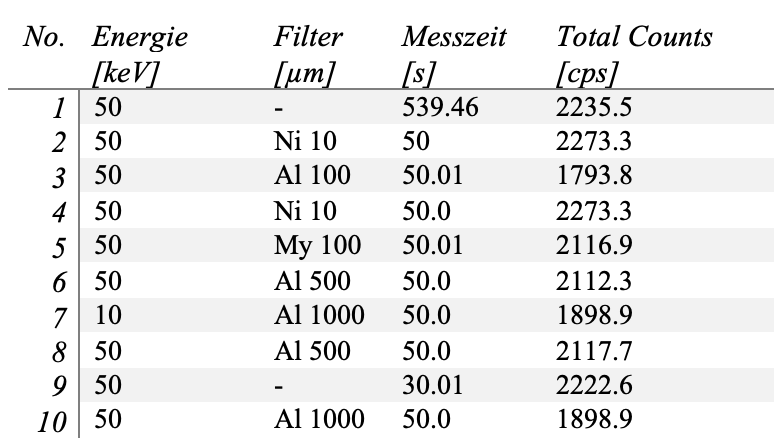 No. Energie Filter Messzeit Total Counts
[keV] [µm] [s] [cps]
1 50 - 539.46 2235.5
2 50 Ni 10 50 2273.3
3 50 Al 100 50.01 1793.8
4 50 Ni 10 50.0 2273.3
5 50 My 100 50.01 2116.9
6 50 Al 500 50.0 2112.3
7 10 Al 1000 50.0 1898.9
8 50 Al 500 50.0 2117.7
9 50 - 30.01 2222.6
10 50 Al 1000 50.0 1898.9